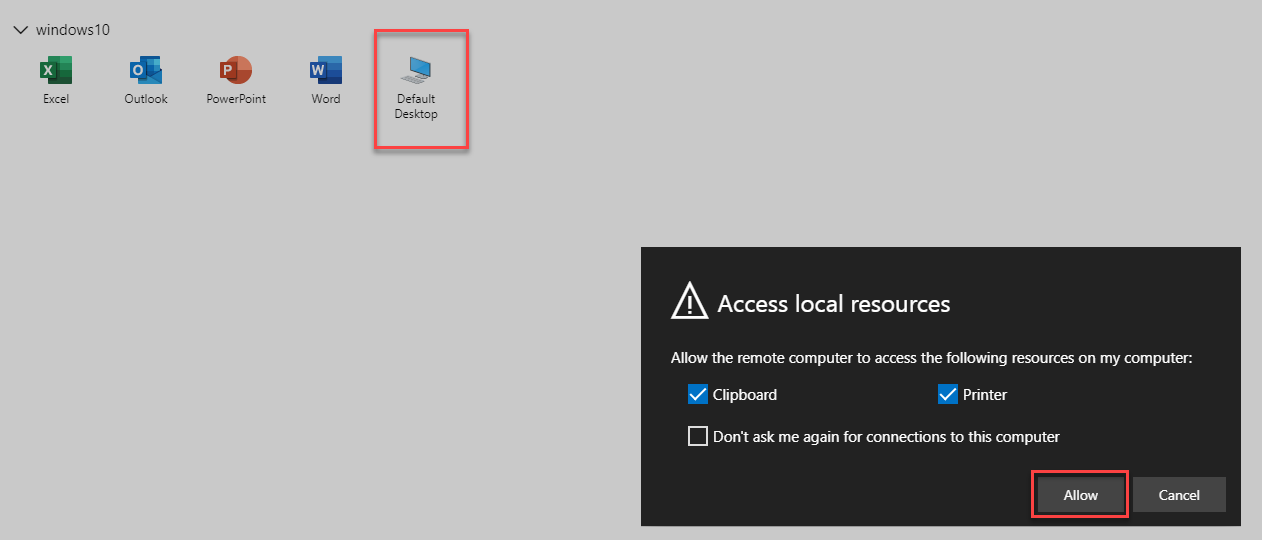 windows10
Excel
Outlook
PowerPoint
Word
Default
Desktop
Access local resources
Allow the remote computer to access the following resources on my computer:
Clipboard
Printer
Don't ask me again for connections to this computer
Allow
Cancel